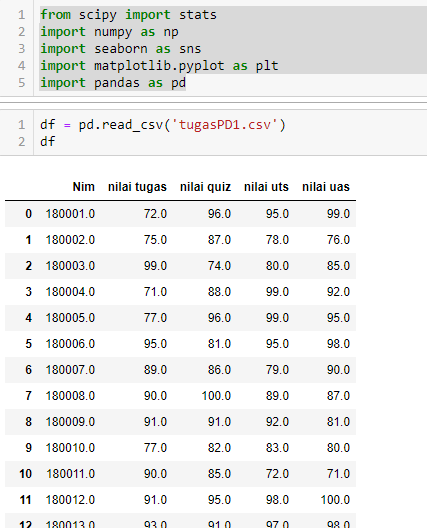 1 from scipy import stats
2 import numpy as np
3 import seaborn as sns
4 import matplotlib.pyplot as plt
5 import pandas as pd
1 df = pd.read_csv('tugasPD1.csv')
2 df
Nim nilai tugas nilai quiz nilai uts nilai uas
0 180001.0 72.0 96.0 95.0 99.0
1 180002.0 75.0 87.0 78.0 76.0
2 180003.0 99.0 74.0 80.0 85.0
3 180004.0 71.0 88.0 99.0 92.0
4 180005.0 77.0 96.0 99.0 95.0
5 180006.0 95.0 81.0 95.0 98.0
6 180007.0 89.0 86.0 79.0 90.0
7 180008.0 90.0 100.0 89.0 87.0
8 180009.0 91.0 91.0 92.0 81.0
9 180010.0 77.0 82.0 83.0 80.0
10 180011.0 90.0 85.0 72.0 71.0
11 180012.0 91.0 95.0 98.0 100.0
12 180013.0 93.0 91.0 97.0 98.0